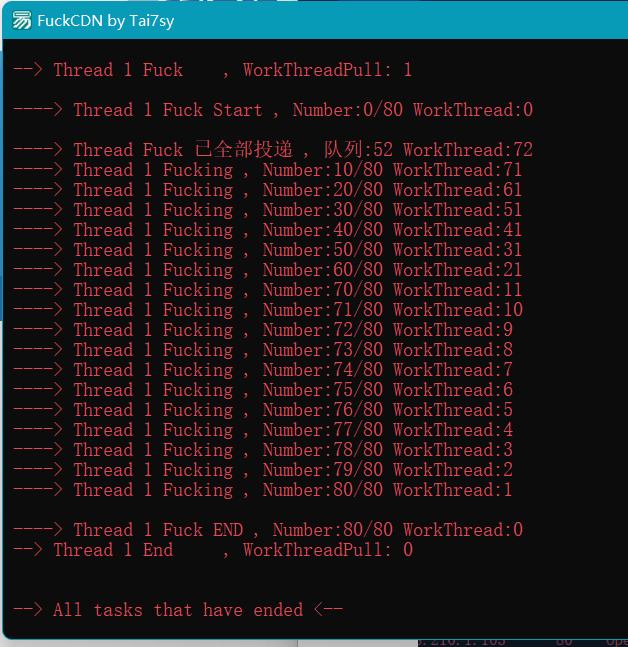 易 FuckCDN by Tai7sy
--> Thread 1 Fuck    , WorkThreadPull: 1
----> Thread 1 Fuck Start , Number:0/80 WorkThread:0
----> Thread Fuck 已全部投递 , 队列:52 WorkThread:72
----> Thread 1 Fucking , Number:10/80 WorkThread:71
----> Thread 1 Fucking , Number:20/80 WorkThread:61
----> Thread 1 Fucking , Number:30/80 WorkThread:51
----> Thread 1 Fucking , Number:40/80 WorkThread:41
----> Thread 1 Fucking , Number:50/80 WorkThread:31
----> Thread 1 Fucking , Number:60/80 WorkThread:21
----> Thread 1 Fucking , Number:70/80 WorkThread:11
----> Thread 1 Fucking , Number:71/80 WorkThread:10
----> Thread 1 Fucking , Number:72/80 WorkThread:9
----> Thread 1 Fucking , Number:73/80 WorkThread:8
----> Thread 1 Fucking , Number:74/80 WorkThread:7
----> Thread 1 Fucking , Number:75/80 WorkThread:6
----> Thread 1 Fucking , Number:76/80 WorkThread:5
----> Thread 1 Fucking , Number:77/80 WorkThread:4
----> Thread 1 Fucking , Number:78/80 WorkThread:3
----> Thread 1 Fucking , Number:79/80 WorkThread:2
----> Thread 1 Fucking , Number:80/80 WorkThread:1
----> Thread 1 Fuck END , Number:80/80 WorkThread:0
--> Thread 1 End     , WorkThreadPull: 0
--> All tasks that have ended <--